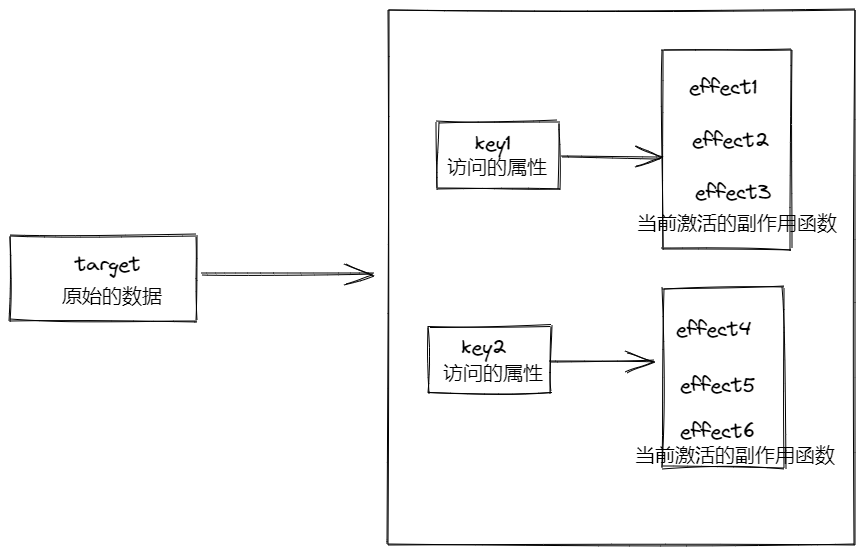 target
原始的数据
key1
访问的属性
effect1
effect2
effect3
当前激活的副作用函数
key2
访问的属性
effect4
effect5
effect6
当前激活的副作用函数